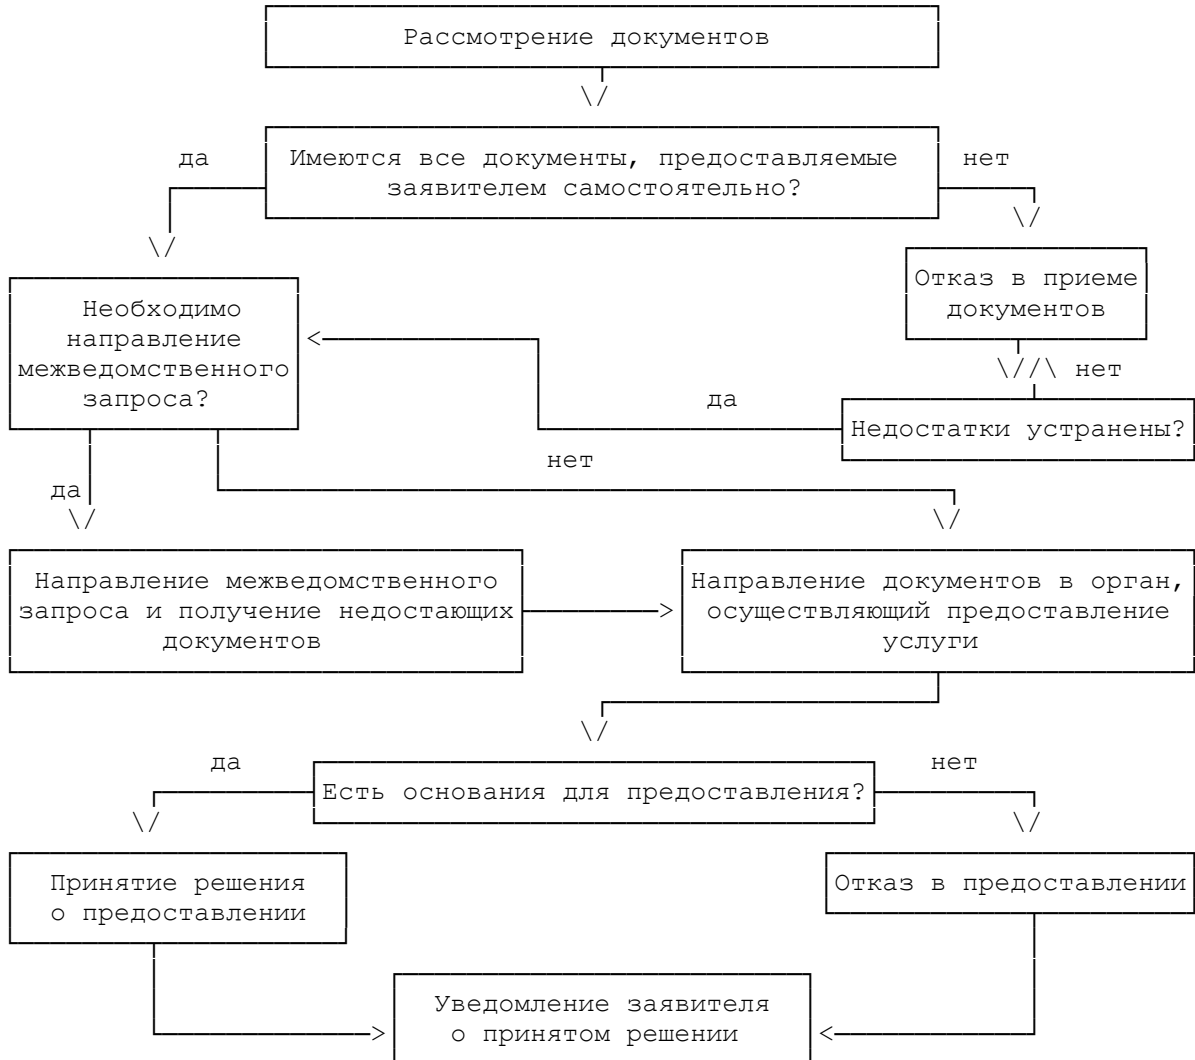 Рассмотрение документов
да
Имеются все документы, предоставляемые
заявителем самостоятельно?
нет
Необходимо
направление
межведомственного
запроса?
Отказ в приеме
документов
нет
да
Недостатки устранены?
нет
да
Направление межведомственного
запроса и получение недостающих
документов
Направление документов в орган,
осуществляющий предоставление
услуги
да
Есть основания для предоставления?
нет
Принятие решения
о предоставлении
Отказ в предоставлении
Уведомление заявителя
о принятом решении